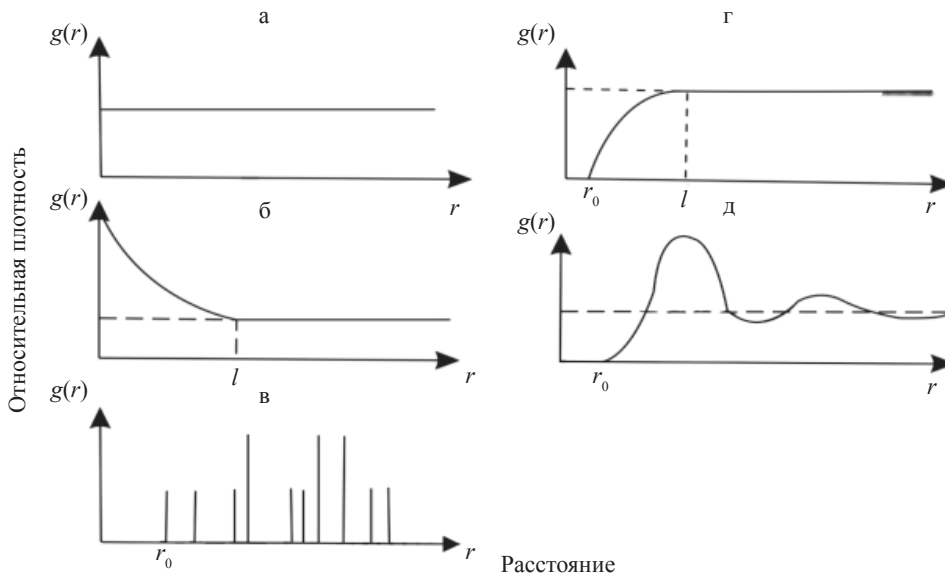 а
g(r)
r
б
g(r)
l
r
в
g(r)
r0
r
г
g(r)
r0
l
r
д
g(r)
r0
r
Относительная плотность
Расстояние